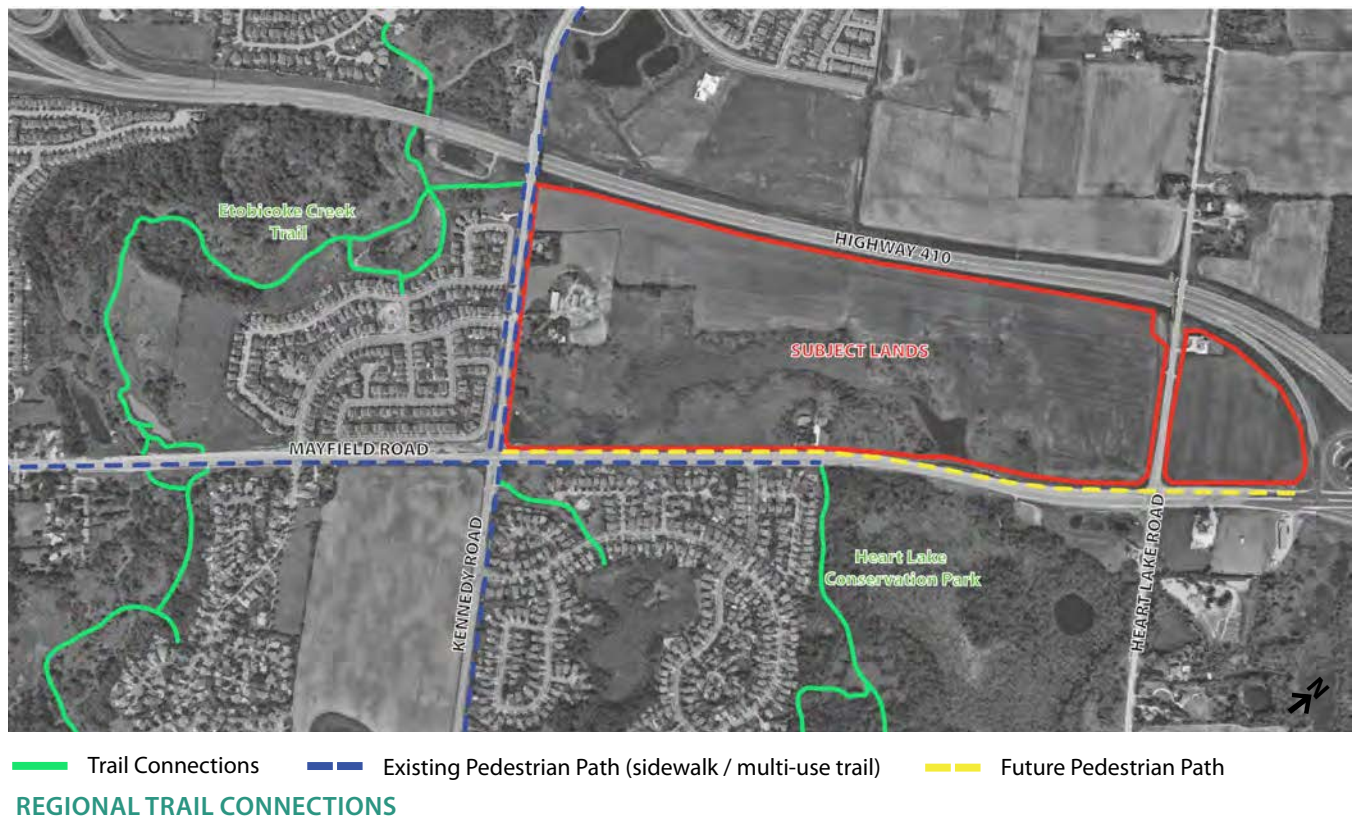 Etobicoke Creek
Trail
HIGHWAY 410
SUBJECT LANDS
MAYFIELD ROAD
KENNEDY ROAD
Heart Lake
Conservation Park
HEART LAKE ROAD
N
Trail Connections
Existing Pedestrian Path (sidewalk / multi-use trail)
Future Pedestrian Path
REGIONAL TRAIL CONNECTIONS